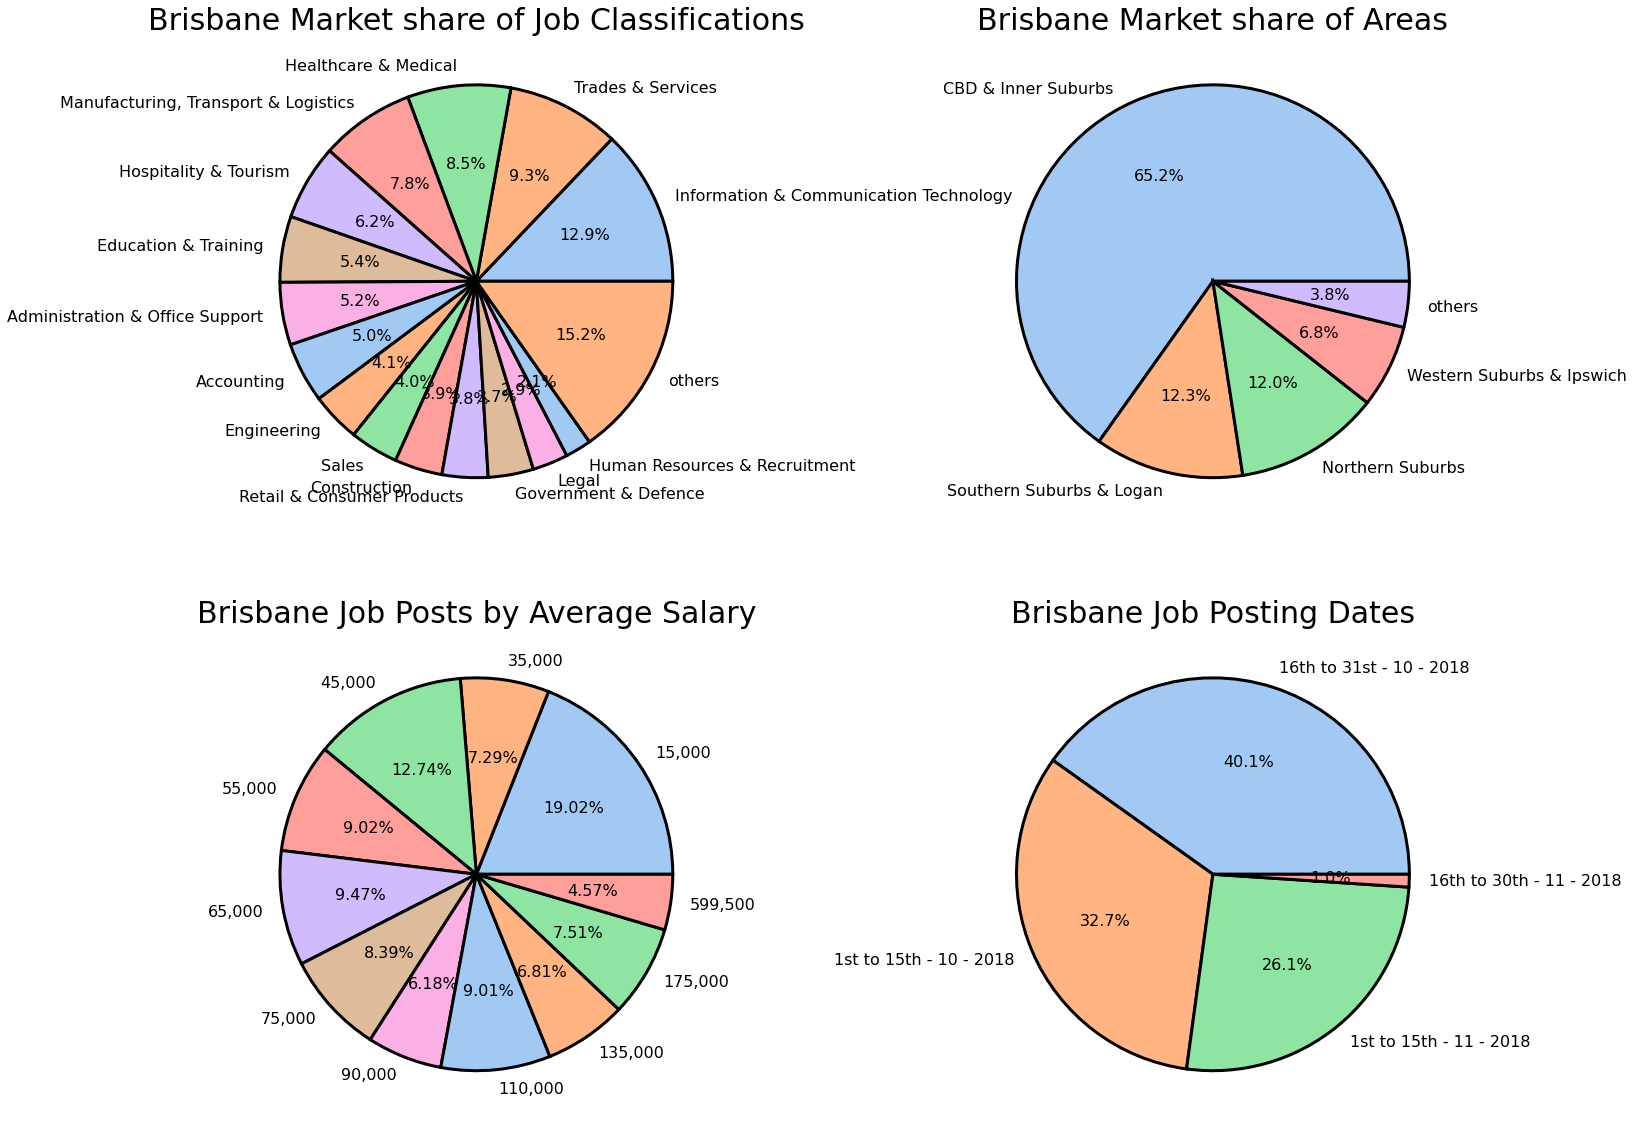 Brisbane Market share of Job Classifications
Healthcare & Medical
Trades & Services
Manufacturing, Transport & Logistics
Hospitality & Tourism
Information & Communication Technology
Education & Training
Administration & Office Support
Accounting
Engineering
Sales
Construction
Retail & Consumer Products
Government & Defence
Legal
Human Resources & Recruitment
others
12.9%
9.3%
8.5%
7.8%
6.2%
5.4%
5.2%
5.0%
4.1%
4.0%
3.9%
3.8%
2.1%
15.2%
Brisbane Market share of Areas
CBD & Inner Suburbs
65.2%
Southern Suburbs & Logan
12.3%
Northern Suburbs
12.0%
Western Suburbs & Ipswich
6.8%
others
3.8%
Brisbane Job Posts by Average Salary
15,000
19.02%
35,000
7.29%
45,000
12.74%
55,000
9.02%
65,000
9.47%
75,000
8.39%
90,000
6.18%
110,000
9.01%
135,000
6.81%
175,000
7.51%
599,500
4.57%
Brisbane Job Posting Dates
16th to 31st - 10 - 2018
40.1%
1st to 15th - 10 - 2018
32.7%
1st to 15th - 11 - 2018
26.1%
16th to 30th - 11 - 2018
1.0%